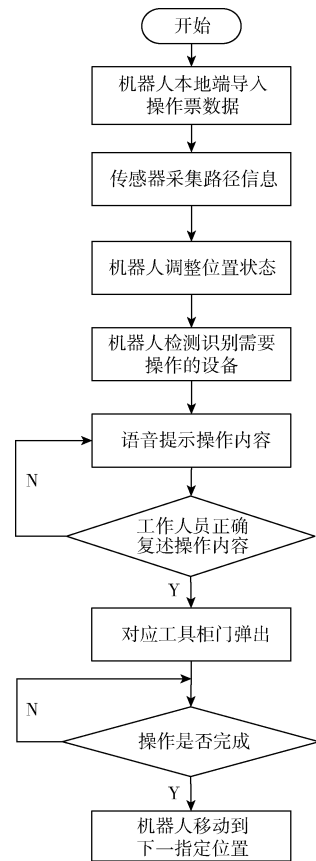 开始
机器人本地端导入
操作票数据
传感器采集路径信息
机器人调整位置状态
机器人检测识别需要
操作的设备
语音提示操作内容
N
工作人员正确
复述操作内容
Y
对应工具柜门弹出
N
操作是否完成
Y
机器人移动到
下一指定位置